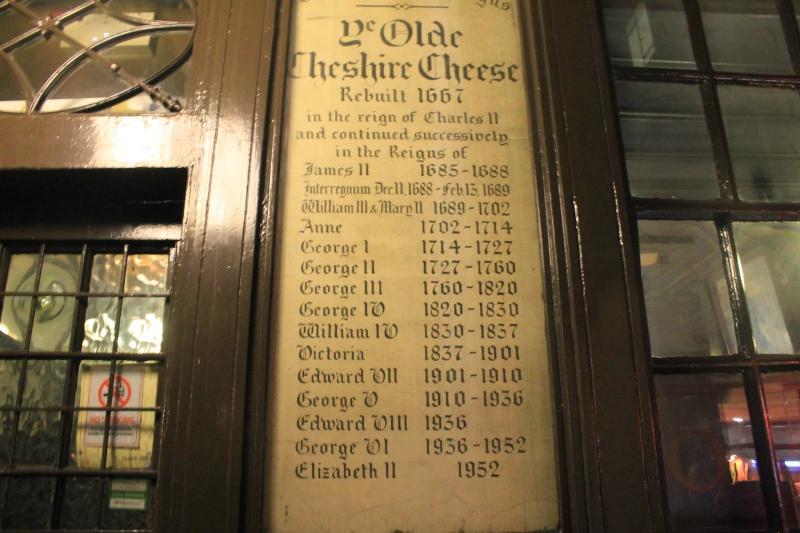 Ye Olde
Cheshire Cheese
Rebuilt 1667
in the reign of Charles II
and continued successively
in the Reigns of
James II 1685-1688
Interregnum Dec 11, 1688 - Feb 13, 1689
William III & Mary II 1689-1702
Anne 1702-1714
George I 1714-1727
George II 1727-1760
George III 1760-1820
George IV 1820-1830
William IV 1830-1837
Victoria 1837-1901
Edward VII 1901-1910
George V 1910-1936
Edward VIII 1936
George VI 1936-1952
Elizabeth II 1952
NO SMOKING